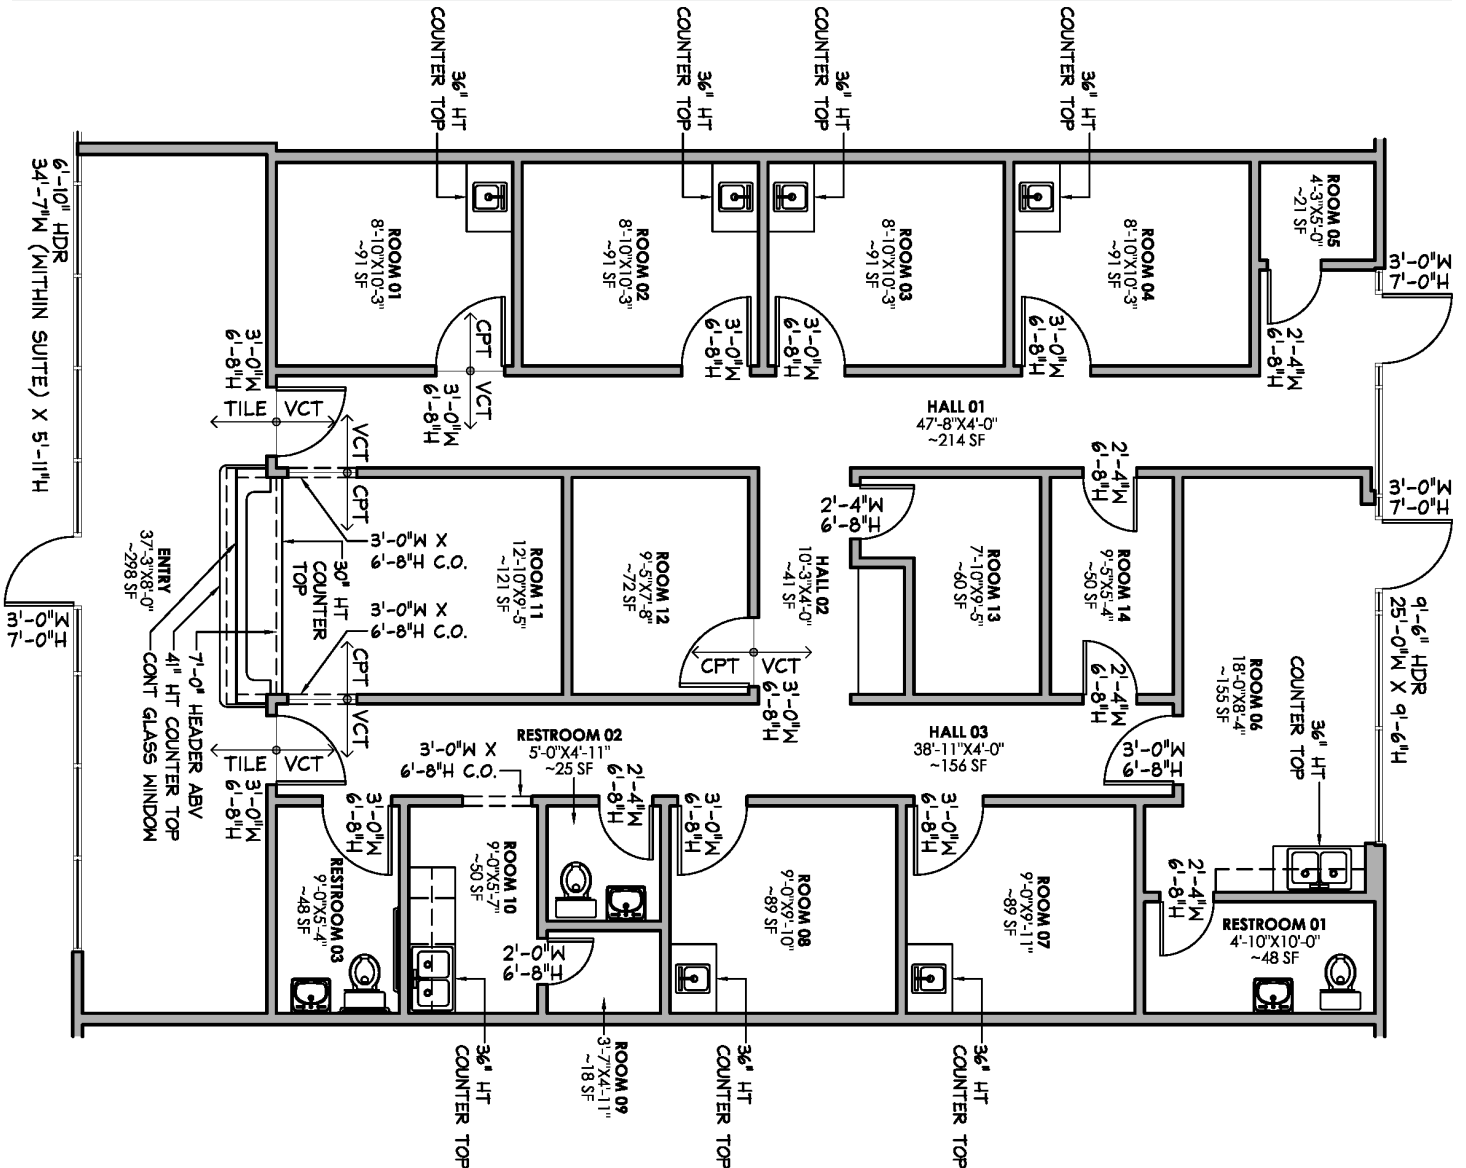 COUNTER TOP
36" HT
COUNTER TOP
36" HT
COUNTER TOP
36" HT
COUNTER TOP
36" HT
6'-10" HDR
34'-7"W (WITHIN SUITE) X 5'-11"H
ROOM 01
8'-10"X10'-3"
~91 SF
ROOM 02
8'-10"X10'-3"
~91 SF
ROOM 03
8'-10"X10'-3"
~91 SF
ROOM 04
8'-10"X10'-3"
~91 SF
ROOM 05
4'-3"X5'-0"
~21 SF
3'-0"W
7'-0"H
3'-0"W
6'-8"H
CPT
VCT
3'-0"W
6'-8"H
3'-0"W
6'-8"H
3'-0"W
6'-8"H
3'-0"W
6'-8"H
2'-4"W
6'-8"H
TILE
VCT
HALL 01
47'-8"X4'-0"
~214 SF
VCT
CPT
2'-4"W
6'-8"H
3'-0"W
7'-0"H
3'-0"W X
6'-8"H C.O.
30" HT
COUNTER
TOP
3'-0"W X
6'-8"H C.O.
ROOM 11
12'-10"X9'-5"
~121 SF
ROOM 12
9'-5"X7'-8"
~72 SF
2'-4"W
6'-8"H
HALL 02
10'-3"X4'-0"
~41 SF
ROOM 13
7'-10"X9'-5"
~60 SF
ROOM 14
9'-5"X5'-4"
~50 SF
ENTRY
37'-3"X8'-0"
~298 SF
3'-0"W
7'-0"H
7'-0" HEADER ABV
41" HT COUNTER TOP
CONT GLASS WINDOW
CPT
VCT
CPT
VCT
3'-0"W
6'-8"H
2'-4"W
6'-8"H
ROOM 06
18'-0"X8'-4"
~155 SF
36" HT
COUNTER TOP
9'-6" HDR
25'-0"W X 9'-6"H
TILE
VCT
3'-0"W
6'-8"H
3'-0"W X
6'-8"H C.O.
RESTROOM 02
5'-0"X4'-11"
~25 SF
HALL 03
38'-11"X4'-0"
~156 SF
3'-0"W
6'-8"H
3'-0"W
6'-8"H
2'-4"W
6'-8"H
3'-0"W
6'-8"H
3'-0"W
6'-8"H
2'-4"W
6'-8"H
RESTROOM 03
9'-0"X5'-4"
~48 SF
ROOM 10
9'-0"X5'-7"
~50 SF
2'-0"W
6'-8"H
ROOM 08
9'-0"X9'-10"
~89 SF
ROOM 07
9'-0"X9'-11"
~89 SF
RESTROOM 01
4'-10"X10'-0"
~48 SF
36" HT
COUNTER TOP
ROOM 09
3'-7"X4'-11"
~18 SF
36" HT
COUNTER TOP
36" HT
COUNTER TOP